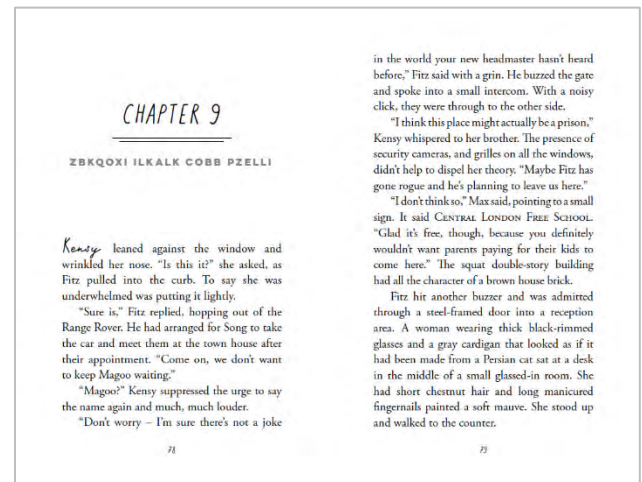 CHAPTER 9
ZBKQOXI ILKALK COBB PZELLI
Kensy leaned against the window and
wrinkled her nose. “Is this it?” she asked, as
Fitz pulled into the curb. To say she was
underwhelmed was putting it lightly.
“Sure is,” Fitz replied, hopping out of the
Range Rover. He had arranged for Song to take
the car and meet them at the town house after
their appointment. “Come on, we don’t want
to keep Magoo waiting.”
“Magoo?” Kensy suppressed the urge to say
the name again and much, much louder.
“Don’t worry – I’m sure there’s not a joke
78
in the world your new headmaster hasn’t heard
before,” Fitz said with a grin. He buzzed the gate
and spoke into a small intercom. With a noisy
click, they were through to the other side.
“I think this place might actually be a prison,”
Kensy whispered to her brother. The presence of
security cameras, and grilles on all the windows,
didn’t help to dispel her theory. “Maybe Fitz has
gone rogue and he’s planning to leave us here.”
“I don’t think so,” Max said, pointing to a small
sign. It said CENTRAL LONDON FREE SCHOOL.
“Glad it’s free, though, because you definitely
wouldn’t want parents paying for their kids to
come here.” The squat double-story building
had all the character of a brown house brick.
Fitz hit another buzzer and was admitted
through a steel-framed door into a reception
area. A woman wearing thick black-rimmed
glasses and a gray cardigan that looked as if it
had been made from a Persian cat sat at a desk
in the middle of a small glassed-in room. She
had short chestnut hair and long manicured
fingernails painted a soft mauve. She stood up
and walked to the counter.
79